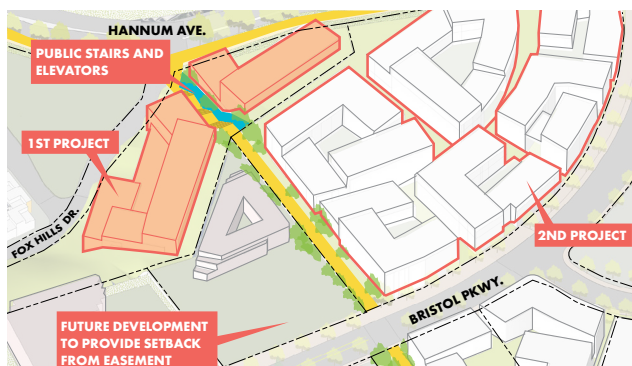 HANNUM AVE.
PUBLIC STAIRS AND
ELEVATORS
1ST PROJECT
FOX HILLS DR.
2ND PROJECT
BRISTOL PKWY.
FUTURE DEVELOPMENT
TO PROVIDE SETBACK
FROM EASEMENT